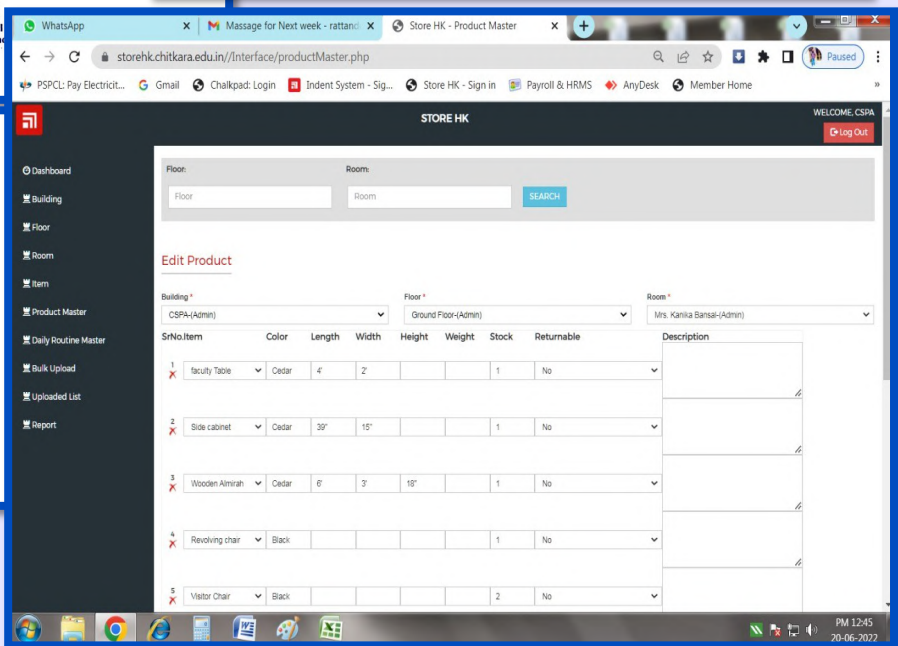 WhatsApp
Massage for Next week - rattand
Store HK - Product Master
storehk.chitkara.edu.in//Interface/productMaster.php
Paused
PSPCL: Pay Electricit...
Gmail
Chalkpad: Login
Indent System - Sig...
Store HK - Sign in
Payroll & HRMS
AnyDesk
Member Home
»
STORE HK
WELCOME, CSPA
Log Out
Dashboard
Building
Floor
Room
Item
Product Master
Daily Routine Master
Bulk Upload
Uploaded List
Report
Floor: Room:
Floor Room SEARCH
Edit Product
Building * Floor * Room *
CSPA-(Admin) Ground Floor-(Admin) Mrs. Kanika Bansal-(Admin)
SrNo.Item Color Length Width Height Weight Stock Returnable Description
1 faculty Table Cedar 4' 2' 1 No
2 Side cabinet Cedar 39" 15" 1 No
3 Wooden Almirah Cedar 6' 3' 18" 1 No
4 Revolving chair Black 1 No
5 Visitor Chair Black 2 No
PM 12:45
20-06-2022